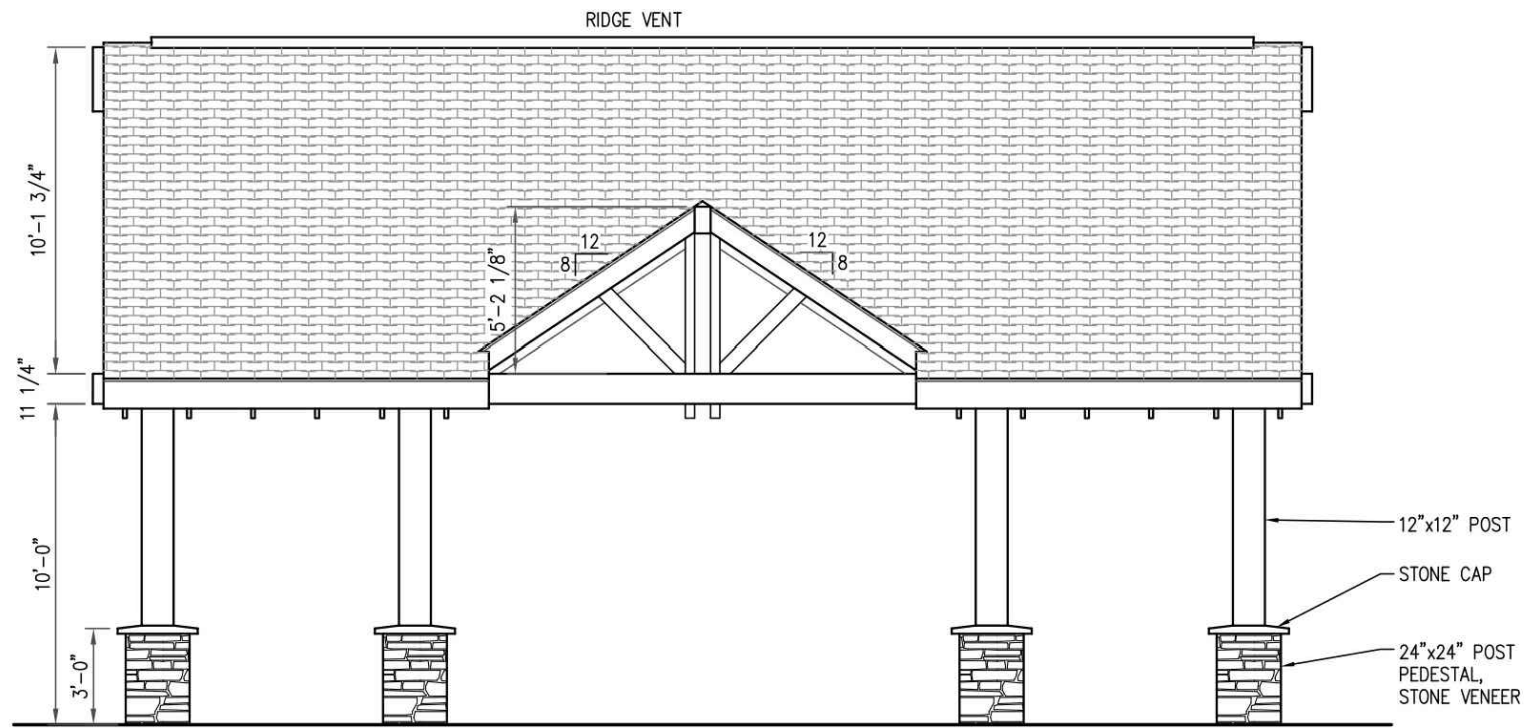 RIDGE VENT
10'-1 3/4"
12
8
12
8
5'-2 1/8"
11 1/4"
10'-0"
3'-0"
12"x12" POST
STONE CAP
24"x24" POST
PEDESTAL,
STONE VENEER